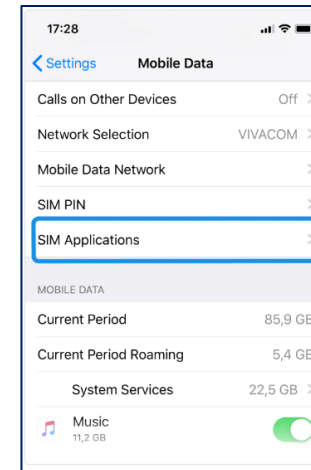 17:28
Settings Mobile Data
Calls on Other Devices Off
Network Selection VIVACOM
Mobile Data Network
SIM PIN
SIM Applications
MOBILE DATA
Current Period 85,9 GB
Current Period Roaming 5,4 GB
System Services 22,5 GB
Music
11,2 GB